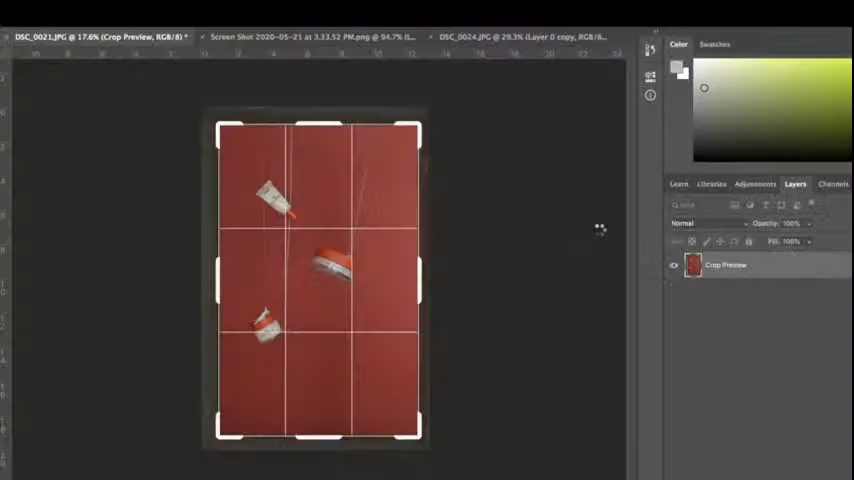 DSC_0021.JPG @ 17.6% (Crop Preview, RGB/8) * Screen Shot 2020-05-21 at 3.33.52 PM.png @ 94.7% (L... DSC_0024.JPG @ 29.3% (Layer 0 copy, RGB/8...
Color Swatches
Learn Libraries Adjustments Layers Channels
Normal Opacity: 100%
Fill: 100%
Crop Preview